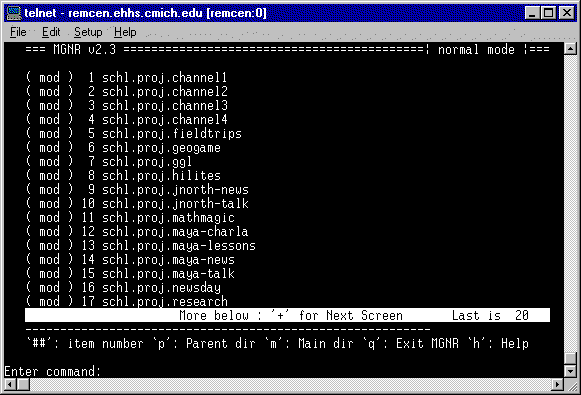 telnet - remcen.ehhs.cmich.edu [remcen:0]
File Edit Setup Help
=== MGNR v2.3 =========================================¦ normal mode ¦===
( mod ) 1 schl.proj.channel1
( mod ) 2 schl.proj.channel2
( mod ) 3 schl.proj.channel3
( mod ) 4 schl.proj.channel4
( mod ) 5 schl.proj.fieldtrips
( mod ) 6 schl.proj.geogame
( mod ) 7 schl.proj.ggl
( mod ) 8 schl.proj.hilites
( mod ) 9 schl.proj.jnorth-news
( mod ) 10 schl.proj.jnorth-talk
( mod ) 11 schl.proj.mathmagic
( mod ) 12 schl.proj.maya-charla
( mod ) 13 schl.proj.maya-lessons
( mod ) 14 schl.proj.maya-news
( mod ) 15 schl.proj.maya-talk
( mod ) 16 schl.proj.newsday
( mod ) 17 schl.proj.research
More below : '+' for Next Screen Last is 20
-----------------------------------------------------------
`##': item number `p': Parent dir `m': Main dir `q': Exit MGNR `h': Help
Enter command: